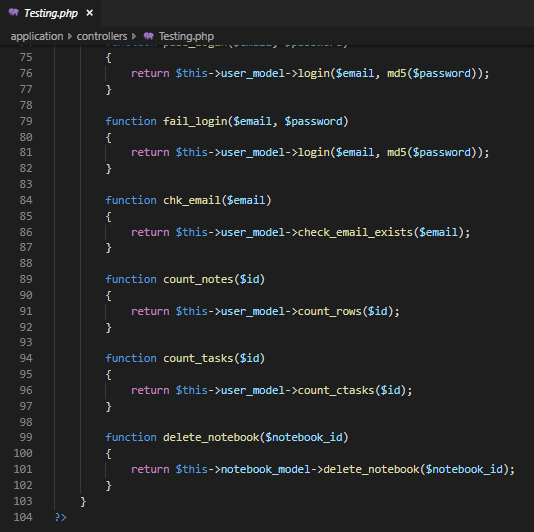 Testing.php ×
application > controllers > Testing.php
75 {
76 return $this->user_model->login($email, md5($password));
77 }
78
79 function fail_login($email, $password)
80 {
81 return $this->user_model->login($email, md5($password));
82 }
83
84 function chk_email($email)
85 {
86 return $this->user_model->check_email_exists($email);
87 }
88
89 function count_notes($id)
90 {
91 return $this->user_model->count_rows($id);
92 }
93
94 function count_tasks($id)
95 {
96 return $this->user_model->count_ctasks($id);
97 }
98
99 function delete_notebook($notebook_id)
100 {
101 return $this->notebook_model->delete_notebook($notebook_id);
102 }
103 }
104 ?>